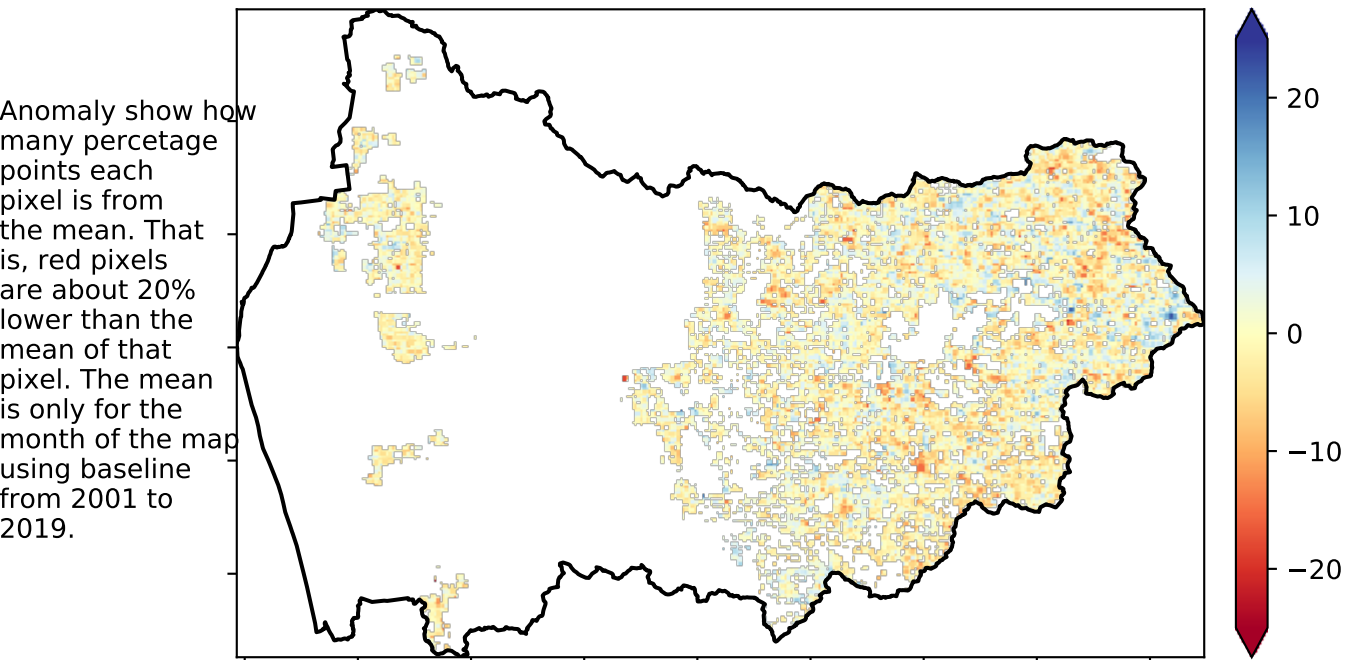 Anomaly show how
many percetage
points each
pixel is from
the mean. That
is, red pixels
are about 20%
lower than the
mean of that
pixel. The mean
is only for the
month of the map
using baseline
from 2001 to
2019.
20
10
0
−10
−20